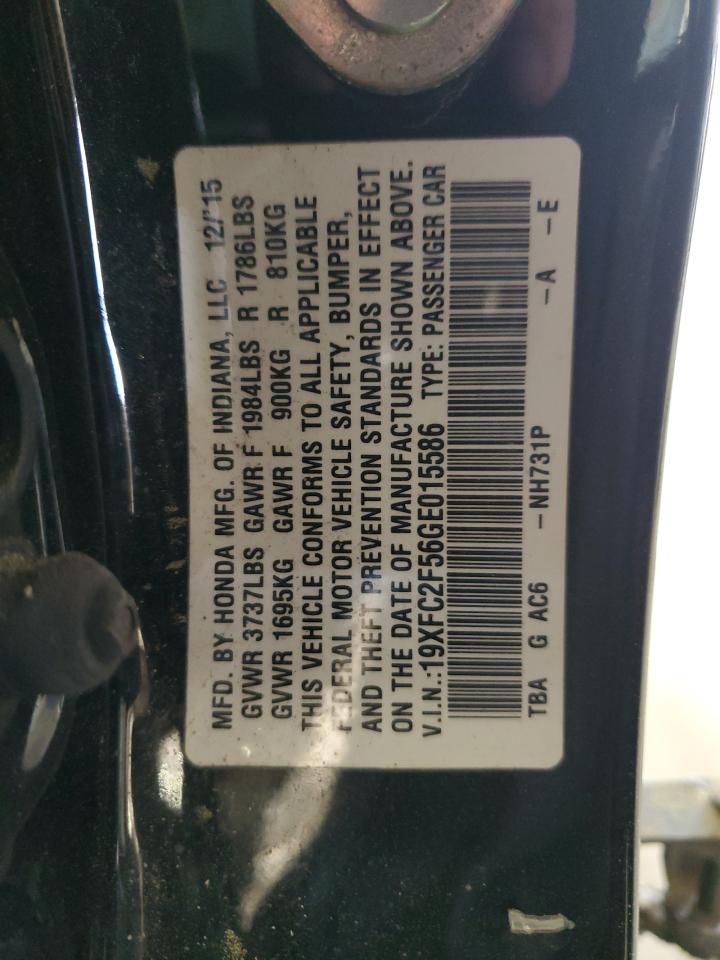 MFD. BY HONDA MFG. OF INDIANA, LLC 12/'15
GVWR 3737LBS GAWR F 1984LBS R 1786LBS
GVWR 1695KG GAWR F 900KG R 810KG
THIS VEHICLE CONFORMS TO ALL APPLICABLE
FEDERAL MOTOR VEHICLE SAFETY, BUMPER,
AND THEFT PREVENTION STANDARDS IN EFFECT
ON THE DATE OF MANUFACTURE SHOWN ABOVE.
V.I.N.:19XFC2F56GE015586 TYPE: PASSENGER CAR
TBA G AC6 -NH731P -A -E